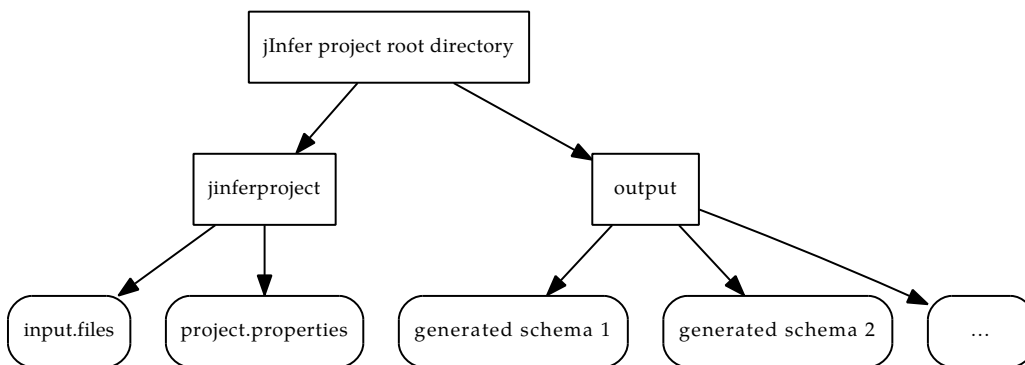 jInfer project root directory
jinferproject
output
input.files
project.properties
generated schema 1
generated schema 2
...